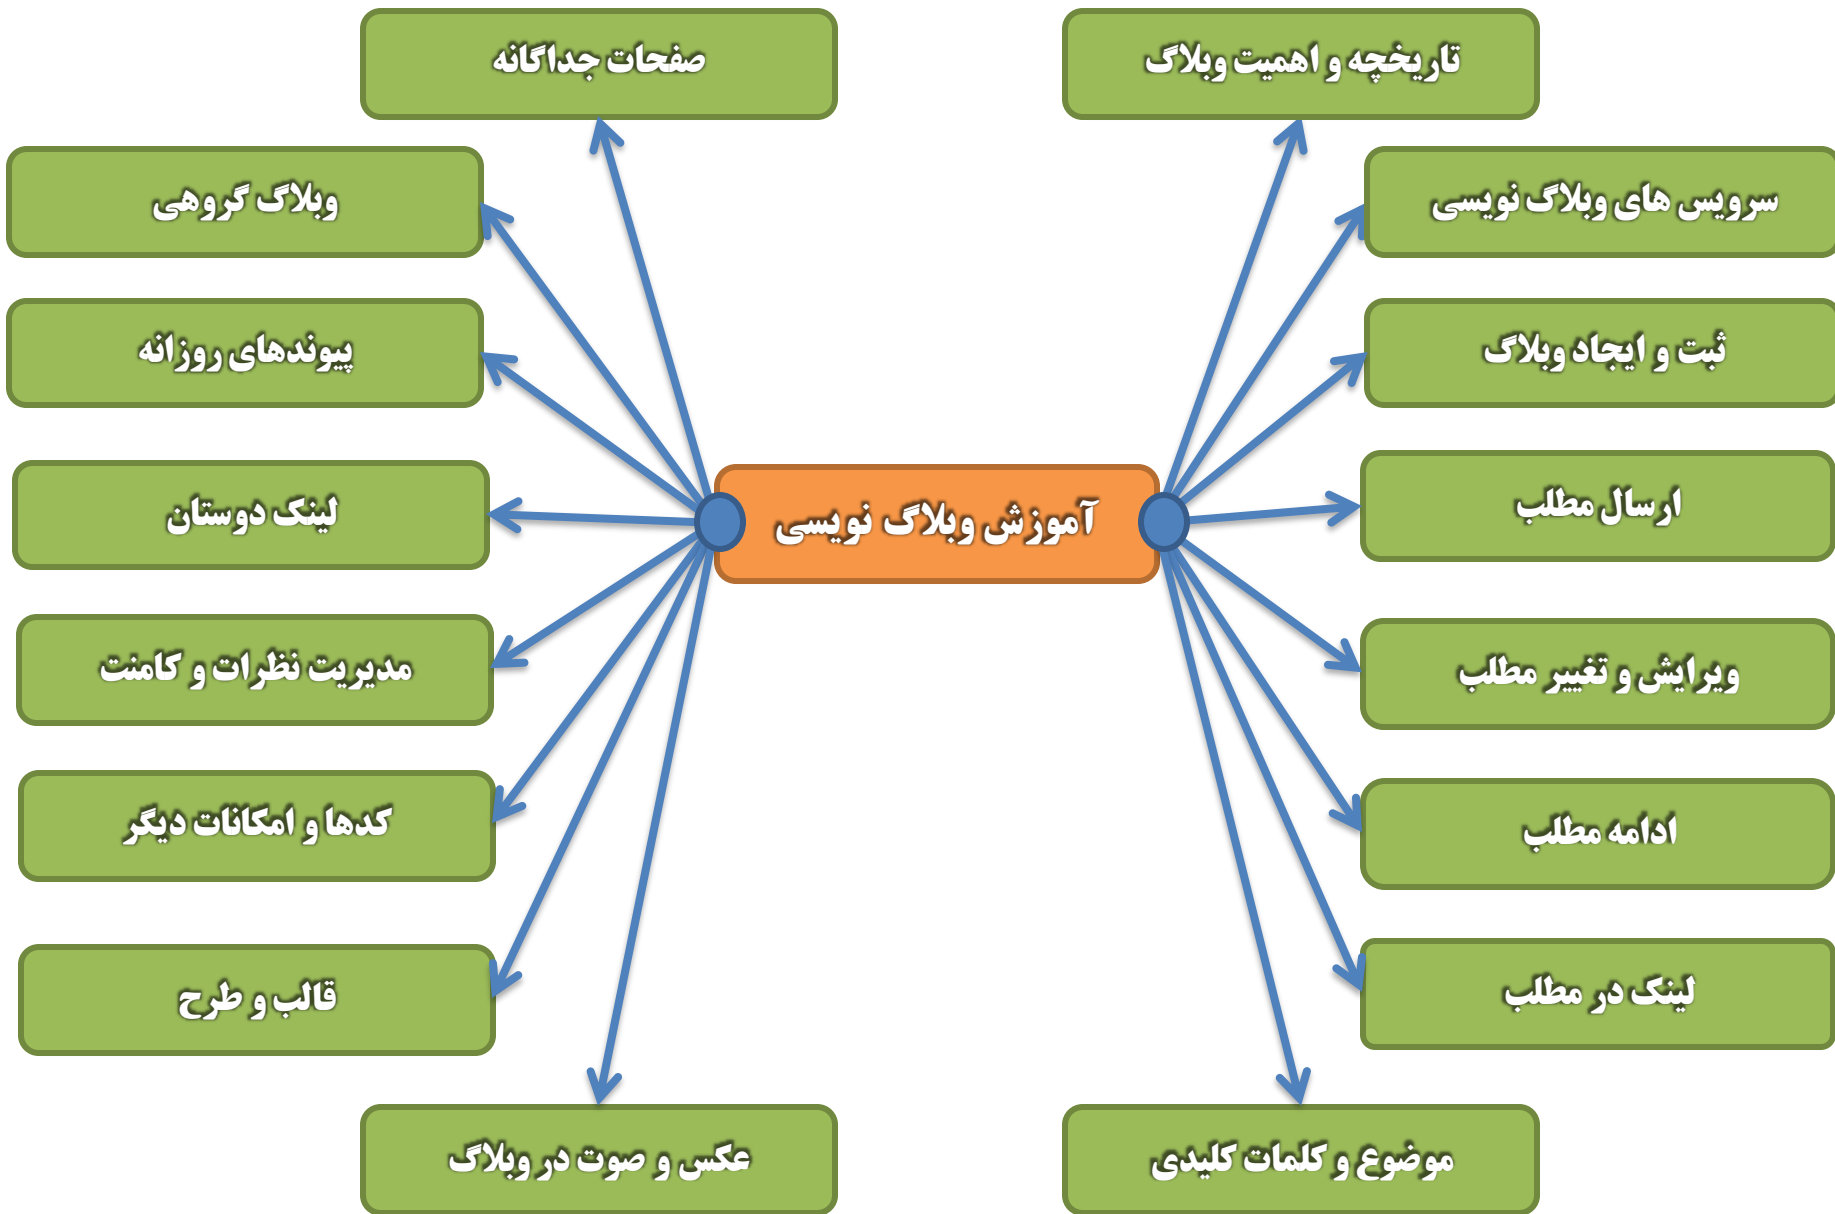 تاریخچه و اهمیت وبلاگ
سرویس های وبلاگ نویسی
ثبت و ایجاد وبلاگ
ارسال مطلب
ویرایش و تغییر مطلب
ادامه مطلب
لینک در مطلب
موضوع و کلمات کلیدی
آموزش وبلاگ نویسی
صفحات جداگانه
وبلاگ گروهی
پیوندهای روزانه
لینک دوستان
مدیریت نظرات و کامنت
کدها و امکانات دیگر
قالب و طرح
عکس و صوت در وبلاگ